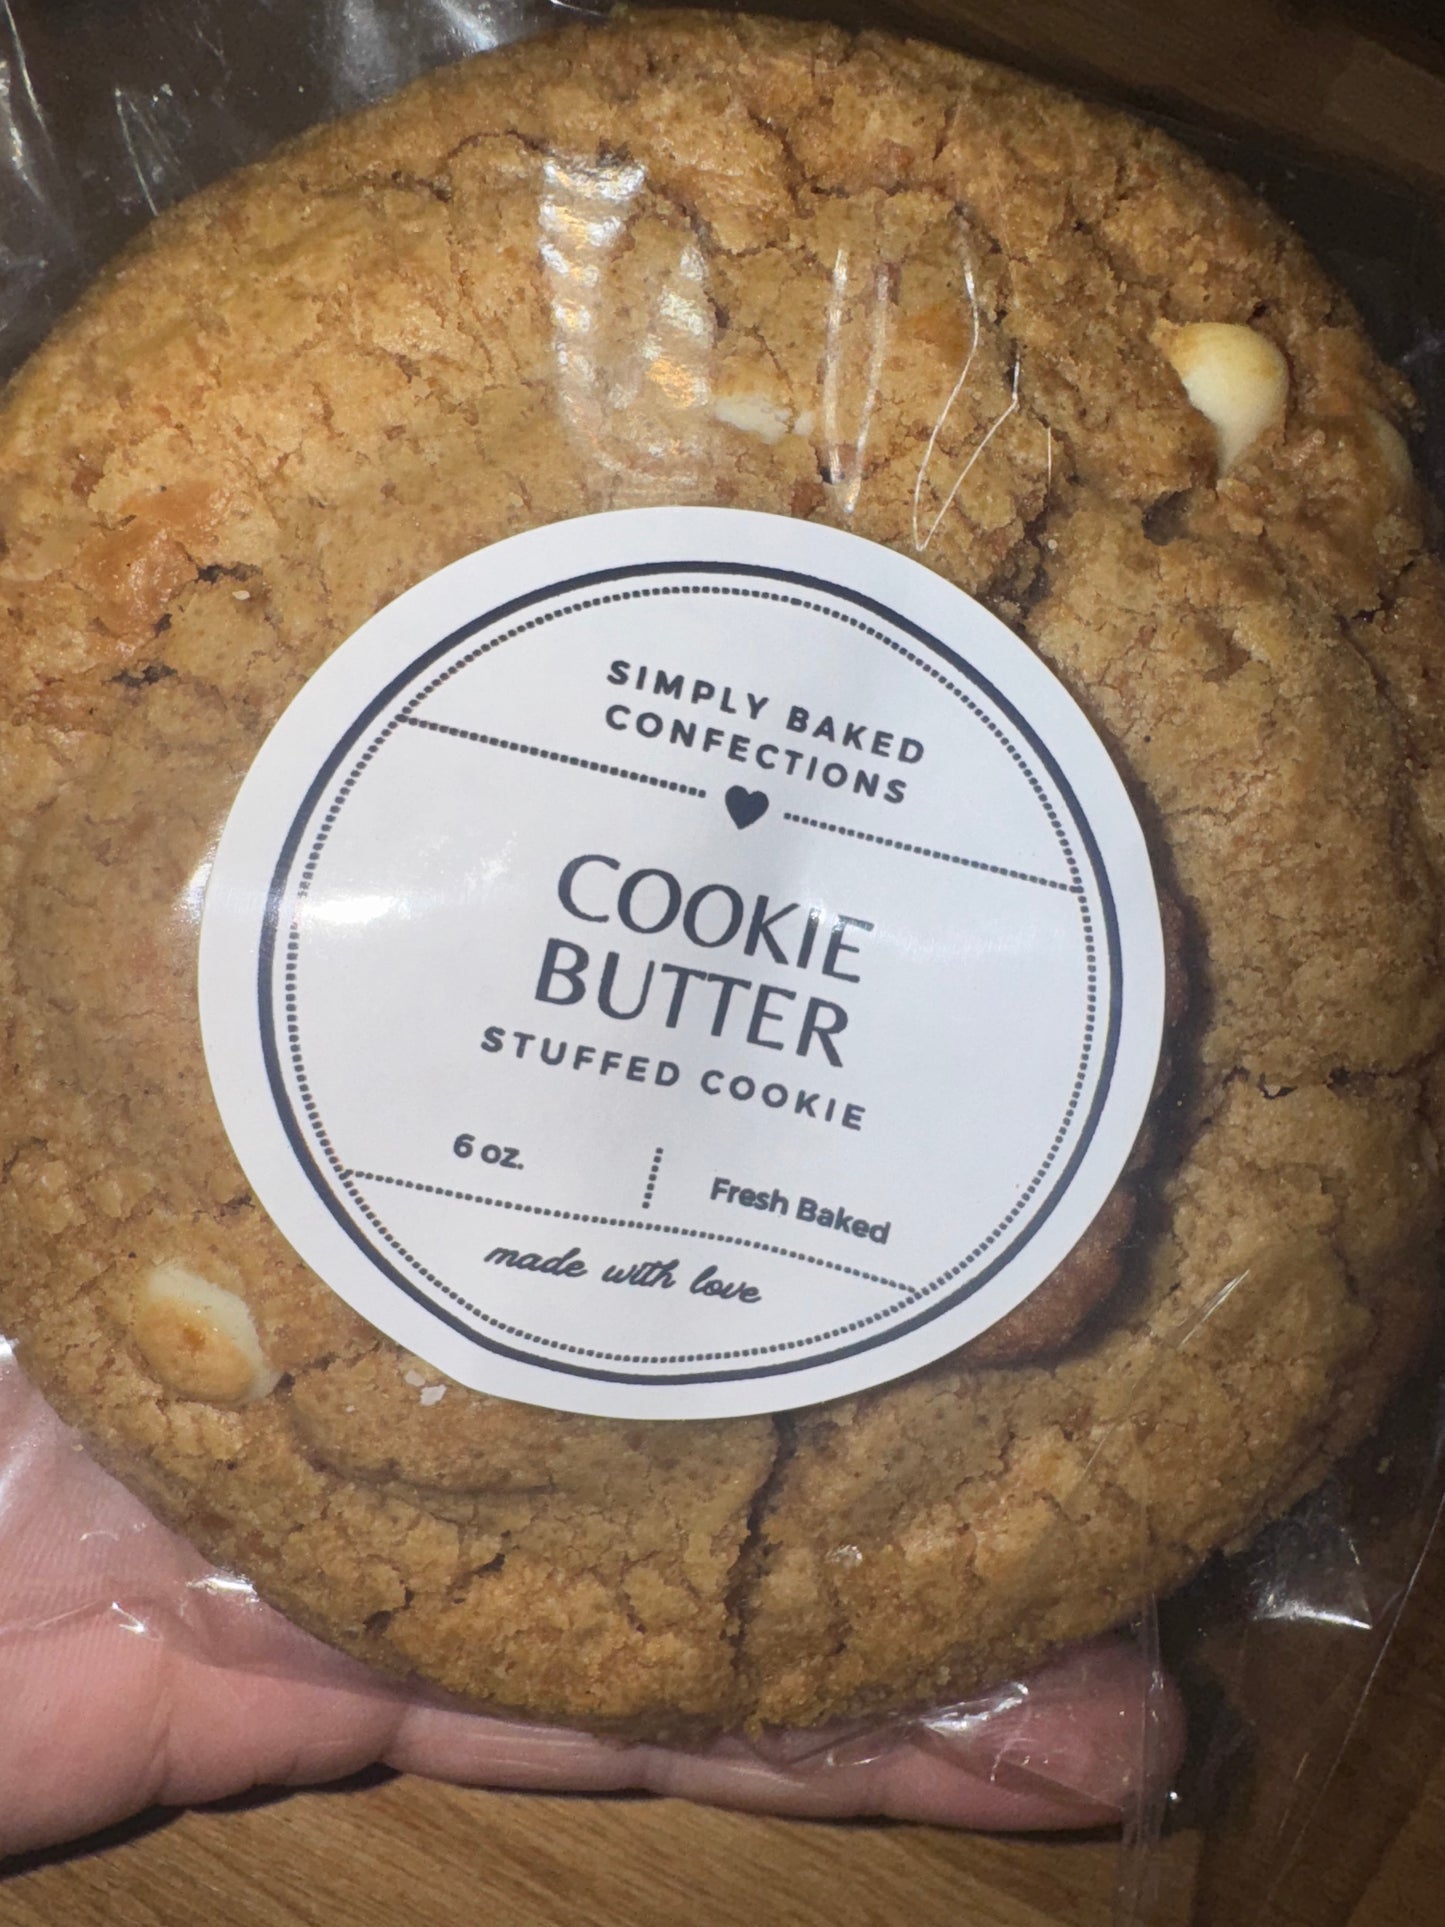 SIMPLY BAKED
CONFECTIONS
COOKIE
BUTTER
STUFFED COOKIE
6 oz.
Fresh Baked
made with love